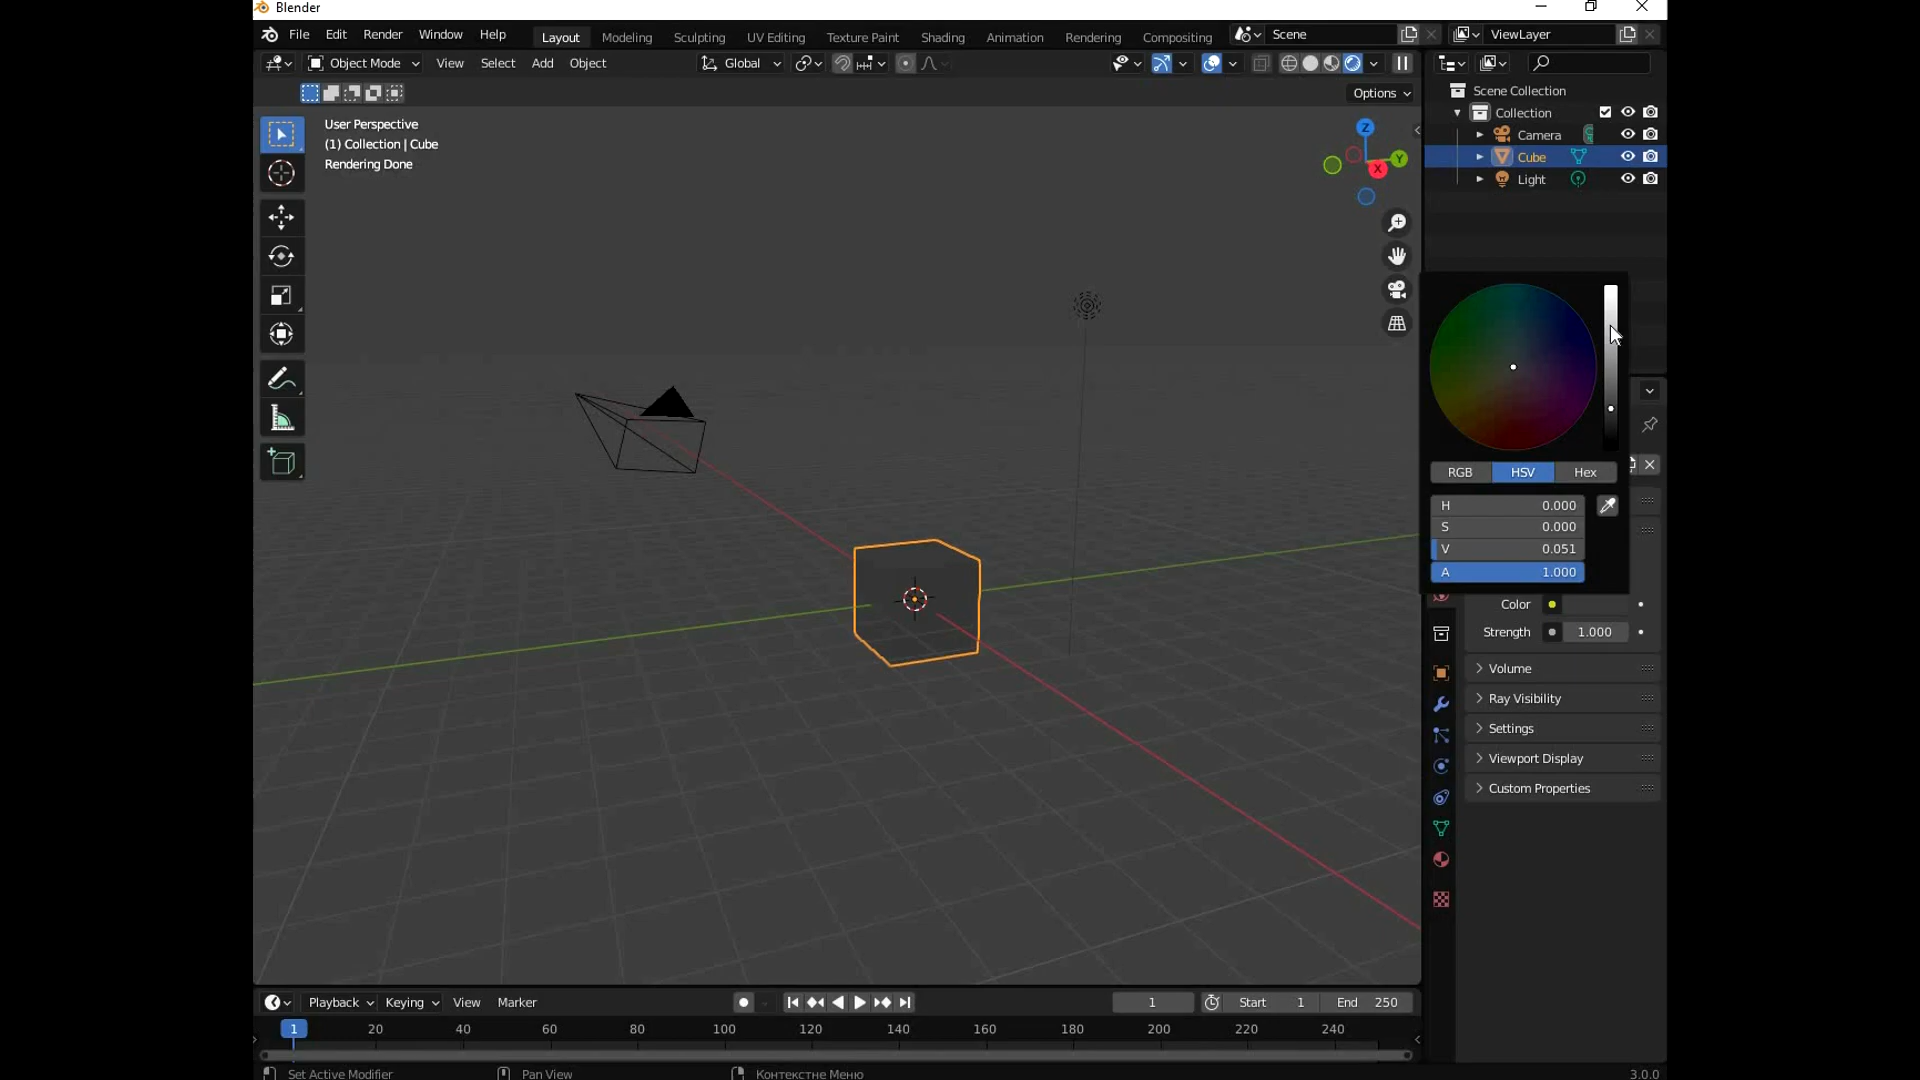 Blender
File Edit Render Window Help
Layout Modeling Sculpting UV Editing Texture Paint Shading Animation Rendering Compositing
Scene
ViewLayer
Object Mode View Select Add Object
Global
Options
User Perspective
(1) Collection | Cube
Rendering Done
Z
Y
X
Scene Collection
Collection
Camera
Cube
Light
RGB HSV Hex
H 0.000
S 0.000
V 0.051
A 1.000
Color
Strength 1.000
Volume
Ray Visibility
Settings
Viewport Display
Custom Properties
Playback Keying View Marker
1 Start 1 End 250
1 20 40 60 80 100 120 140 160 180 200 220 240
Set Active Modifier Pan View Контекстне Меню 3.0.0